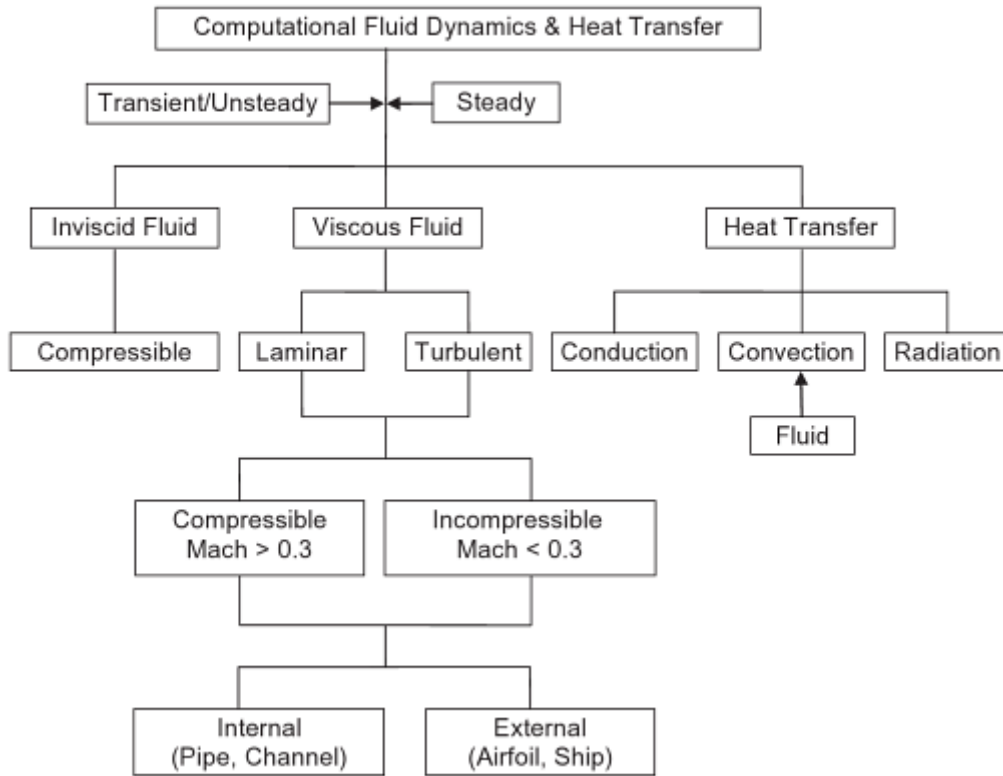 Computational Fluid Dynamics & Heat Transfer
Transient/Unsteady
Steady
Inviscid Fluid
Viscous Fluid
Heat Transfer
Compressible
Laminar
Turbulent
Conduction
Convection
Radiation
Fluid
Compressible
Mach > 0.3
Incompressible
Mach < 0.3
Internal
(Pipe, Channel)
External
(Airfoil, Ship)